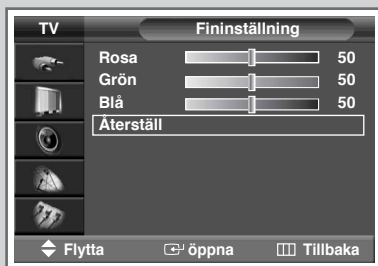 TV Fininställning
Rosa 50
Grön 50
Blå 50
Återställ
Flytta öppna Tillbaka